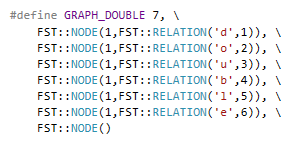 #define GRAPH_DOUBLE 7, \
FST::NODE(1,FST::RELATION('d',1)), \
FST::NODE(1,FST::RELATION('o',2)), \
FST::NODE(1,FST::RELATION('u',3)), \
FST::NODE(1,FST::RELATION('b',4)), \
FST::NODE(1,FST::RELATION('l',5)), \
FST::NODE(1,FST::RELATION('e',6)), \
FST::NODE()